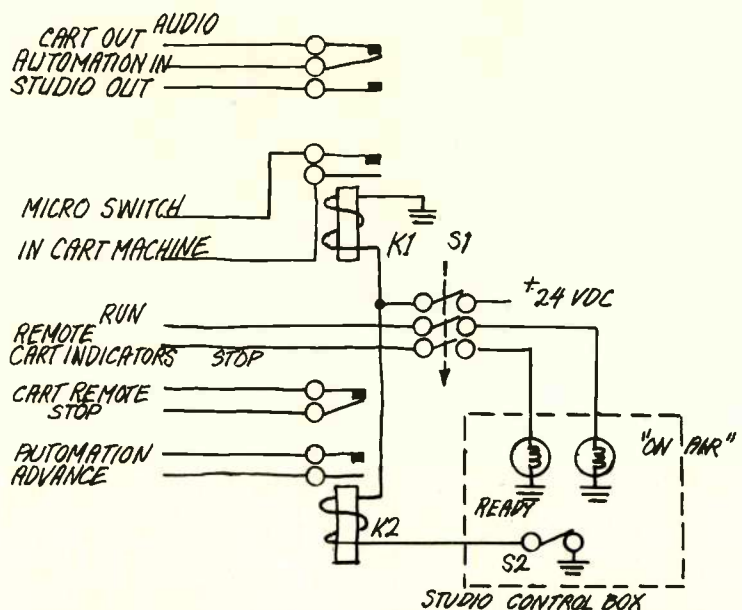 CART OUT AUDIO
AUTOMATION IN
STUDIO OUT
MICRO SWITCH
IN CART MACHINE
K1
S1
+24 VDC
RUN
REMOTE
CART INDICATORS STOP
CART REMOTE
STOP
AUTOMATION
ADVANCE
K2
"ON AIR"
READY
S2
STUDIO CONTROL BOX